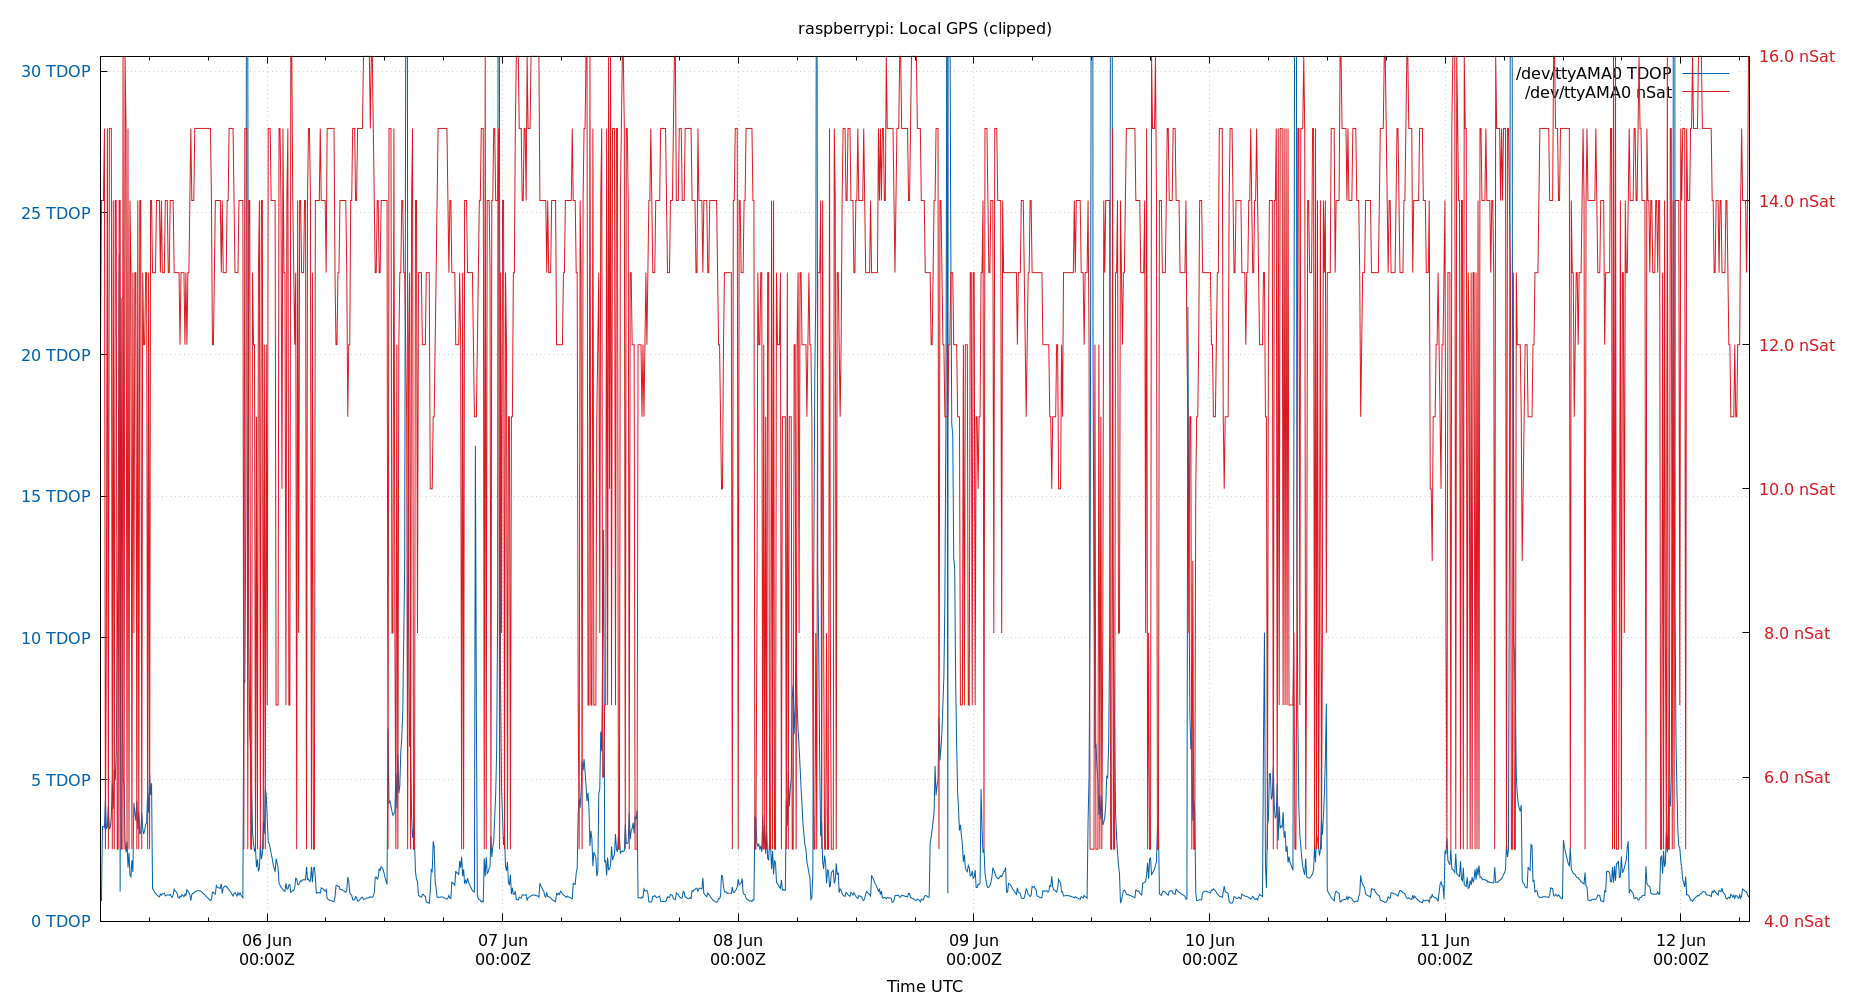 raspberrypi: Local GPS (clipped)
30 TDOP
25 TDOP
20 TDOP
15 TDOP
10 TDOP
5 TDOP
0 TDOP
16.0 nSat
14.0 nSat
12.0 nSat
10.0 nSat
8.0 nSat
6.0 nSat
4.0 nSat
/dev/ttyAMA0 TDOP
/dev/ttyAMA0 nSat
06 Jun
00:00Z
07 Jun
00:00Z
08 Jun
00:00Z
09 Jun
00:00Z
10 Jun
00:00Z
11 Jun
00:00Z
12 Jun
00:00Z
Time UTC